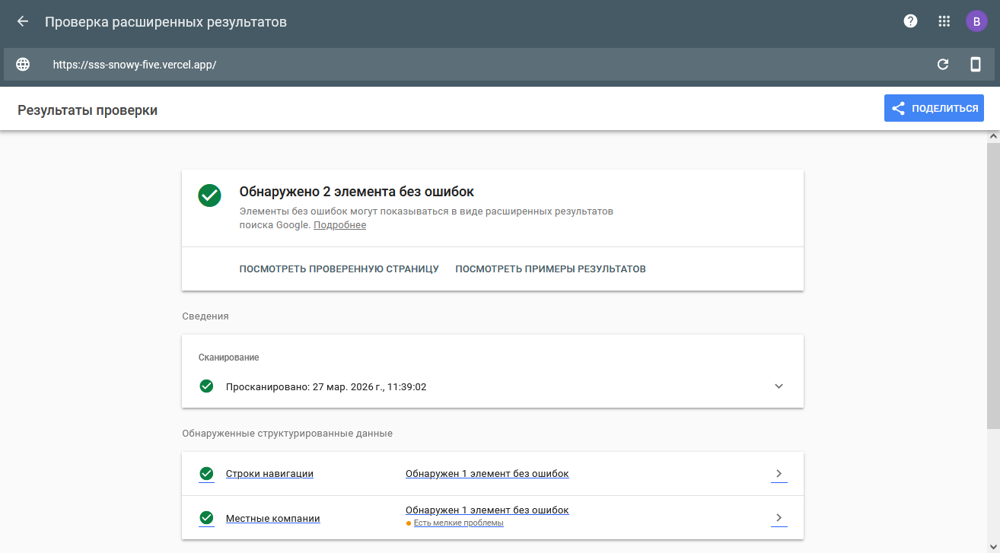 Проверка расширенных результатов
B
https://sss-snowy-five.vercel.app/
Результаты проверки
ПОДЕЛИТЬСЯ
Обнаружено 2 элемента без ошибок
Элементы без ошибок могут показываться в виде расширенных результатов
поиска Google. Подробнее
ПОСМОТРЕТЬ ПРОВЕРЕННУЮ СТРАНИЦУ ПОСМОТРЕТЬ ПРИМЕРЫ РЕЗУЛЬТАТОВ
Сведения
Сканирование
Просканировано: 27 мар. 2026 г., 11:39:02
Обнаруженные структурированные данные
Строки навигации Обнаружен 1 элемент без ошибок
Местные компании Обнаружен 1 элемент без ошибок
Есть мелкие проблемы